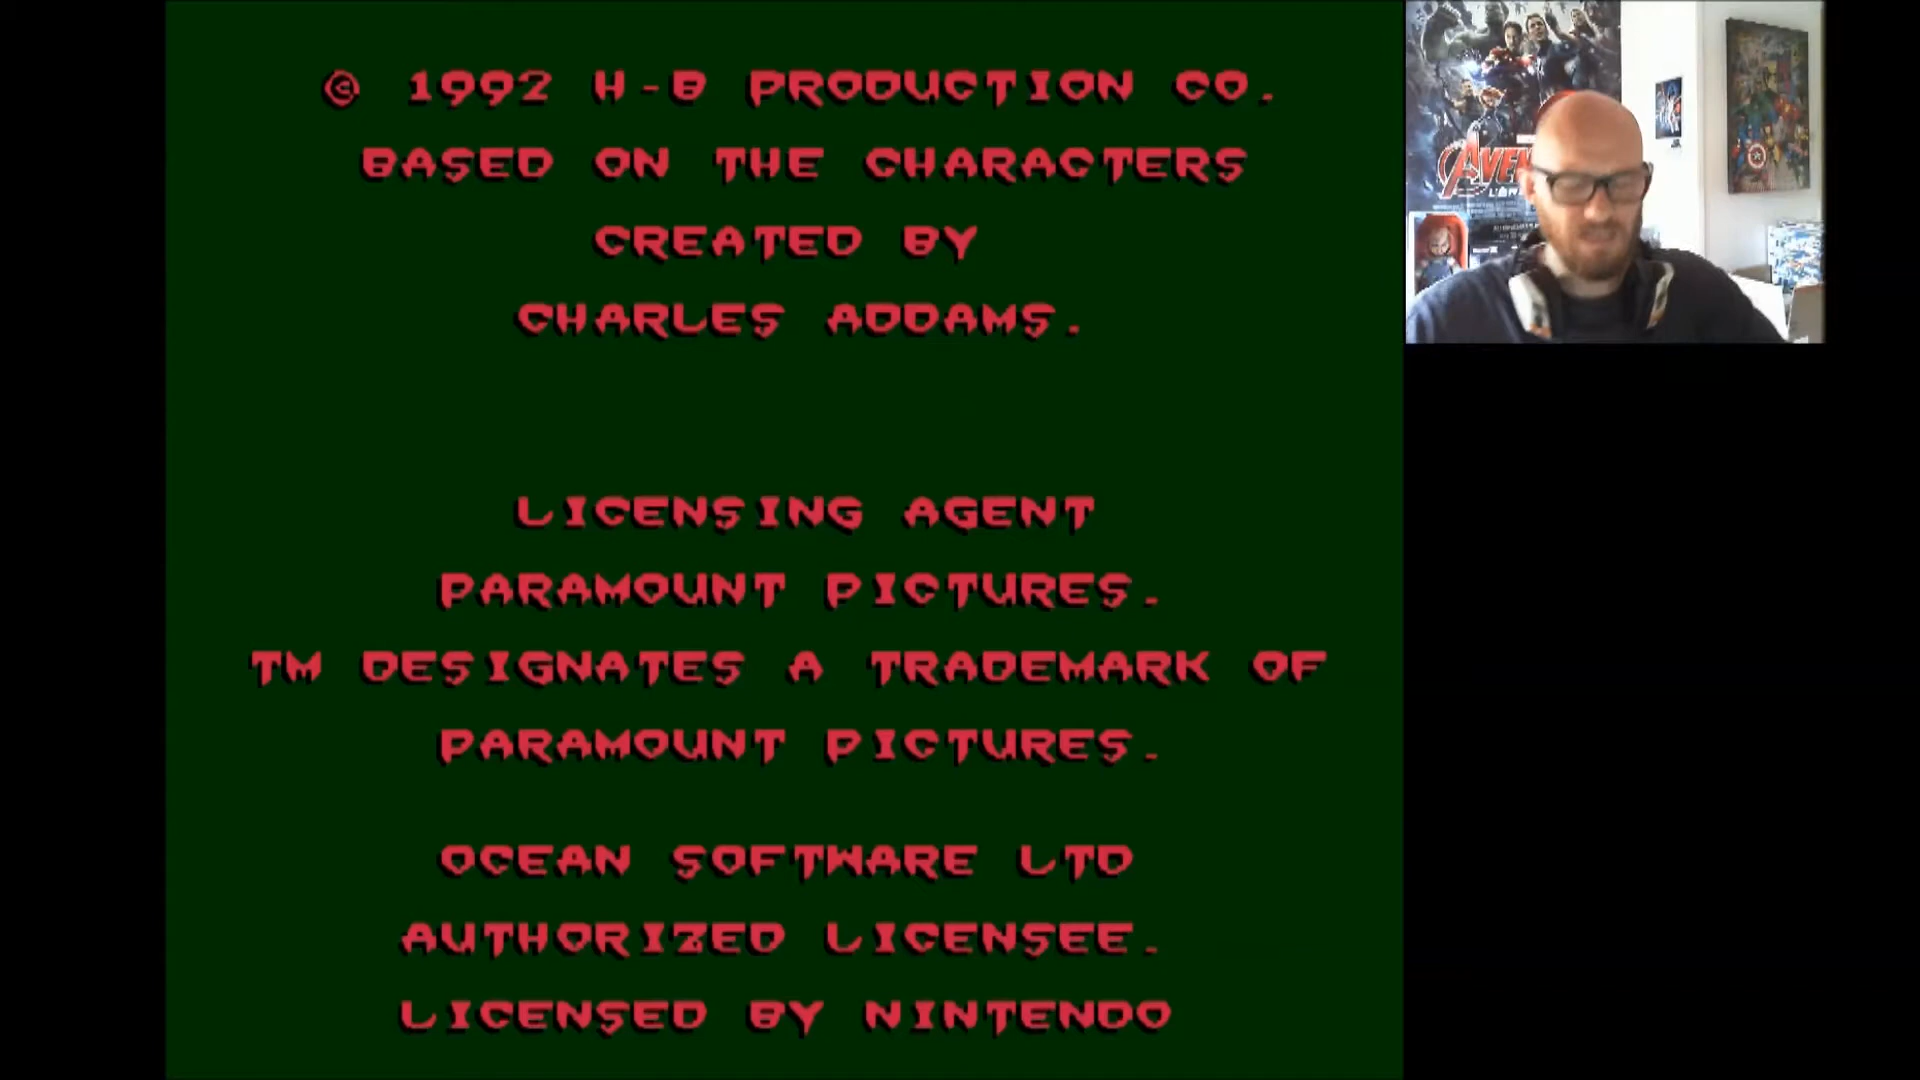 © 1992 H-B PRODUCTION CO.
BASED ON THE CHARACTERS
CREATED BY
CHARLES ADDAMS.
LICENSING AGENT
PARAMOUNT PICTURES.
TM DESIGNATES A TRADEMARK OF
PARAMOUNT PICTURES.
OCEAN SOFTWARE LTD
AUTHORIZED LICENSEE.
LICENSED BY NINTENDO